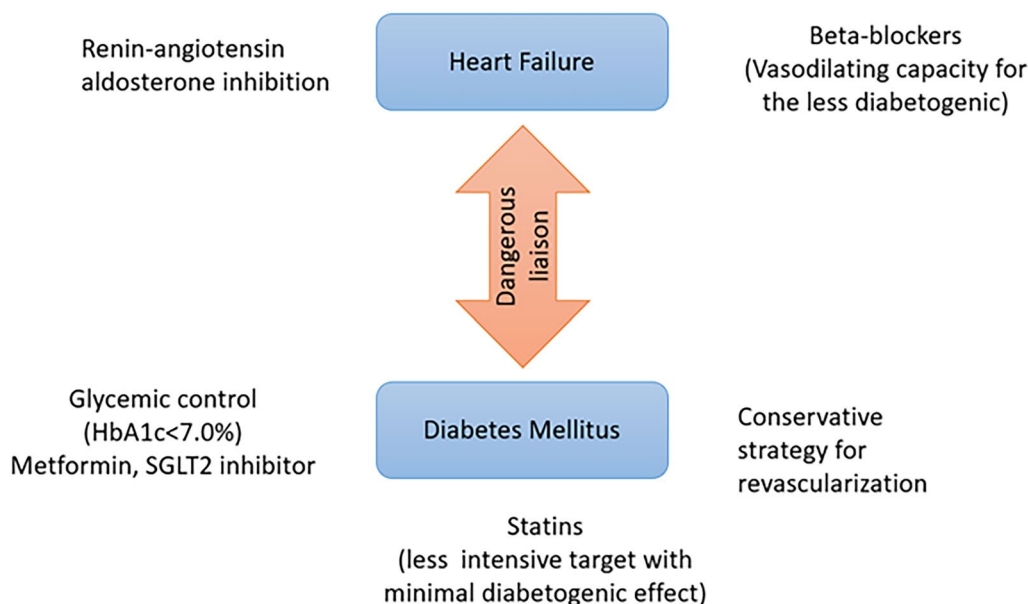 Renin-angiotensin
aldosterone inhibition
Heart Failure
Beta-blockers
(Vasodilating capacity for
the less diabetogenic)
Dangerous
liaison
Glycemic control
(HbA1c<7.0%)
Metformin, SGLT2 inhibitor
Diabetes Mellitus
Conservative
strategy for
revascularization
Statins
(less intensive target with
minimal diabetogenic effect)